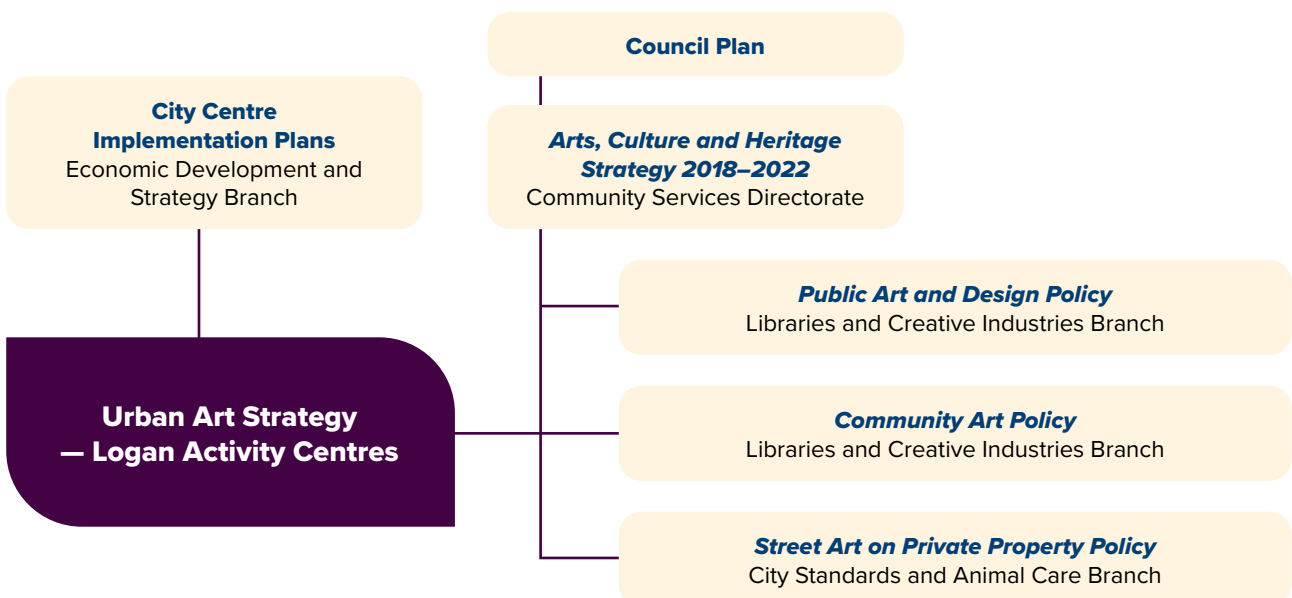 Council Plan
City Centre
Implementation Plans
Economic Development and
Strategy Branch
Arts, Culture and Heritage
Strategy 2018–2022
Community Services Directorate
Public Art and Design Policy
Libraries and Creative Industries Branch
Urban Art Strategy
— Logan Activity Centres
Community Art Policy
Libraries and Creative Industries Branch
Street Art on Private Property Policy
City Standards and Animal Care Branch